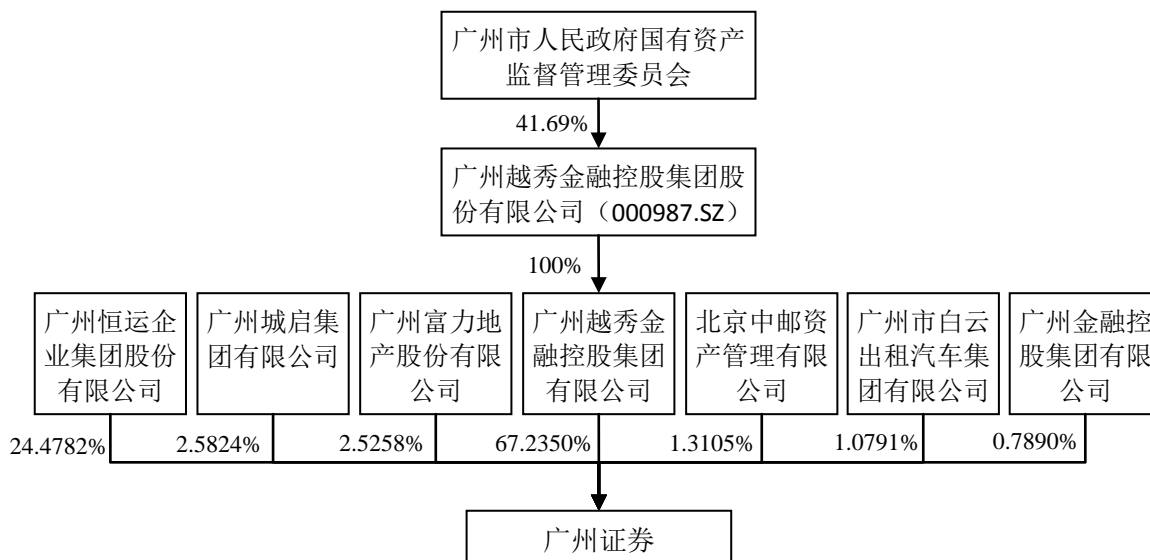 广州市人民政府国有资产
监督管理委员会
41.69%
广州越秀金融控股集团股
份有限公司（000987.SZ）
100%
广州恒运企
业集团股份
有限公司
广州城启集
团有限公司
广州富力地
产股份有限
公司
广州越秀金
融控股集团
有限公司
北京中邮资
产管理有限
公司
广州市白云
出租汽车集
团有限公司
广州金融控
股集团有限
公司
24.4782%
2.5824%
2.5258%
67.2350%
1.3105%
1.0791%
0.7890%
广州证券